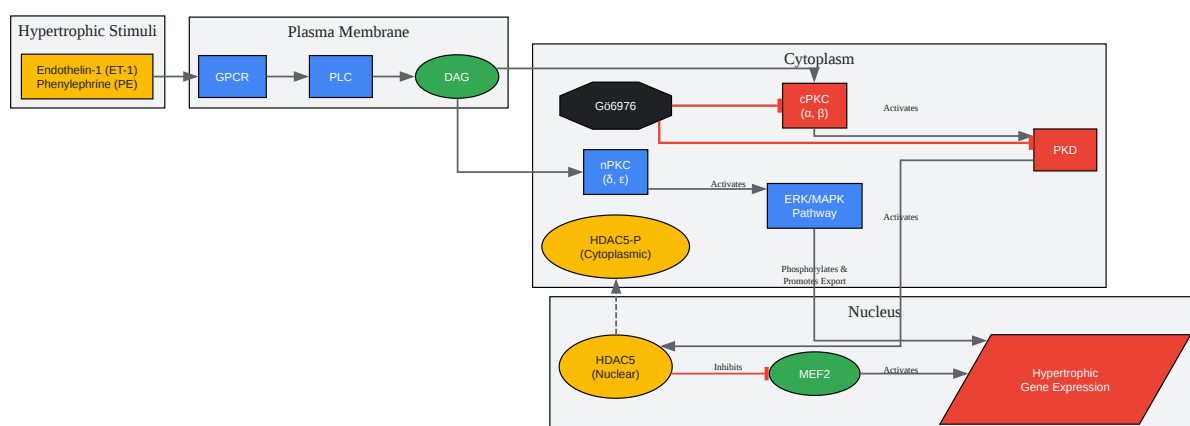 Hypertrophic Stimuli
Endothelin-1 (ET-1)
Phenylephrine (PE)
Plasma Membrane
GPCR
PLC
DAG
Cytoplasm
Gö6976
cPKC
(α, β)
Activates
PKD
nPKC
(δ, ε)
Activates
ERK/MAPK
Pathway
Activates
HDAC5-P
(Cytoplasmic)
Phosphorylates &
Promotes Export
Nucleus
HDAC5
(Nuclear)
Inhibits
MEF2
Activates
Hypertrophic
Gene Expression